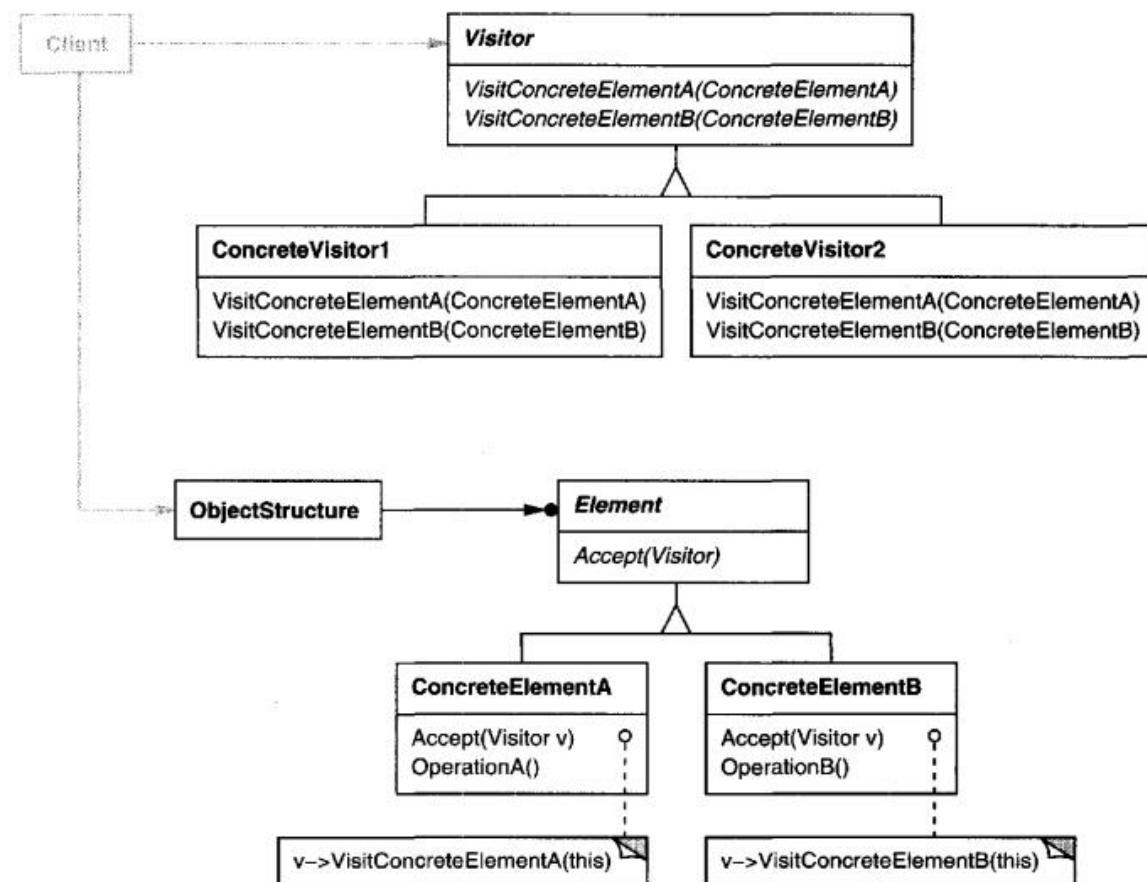 Client
Visitor
VisitConcreteElementA(ConcreteElementA)
VisitConcreteElementB(ConcreteElementB)
ConcreteVisitor1
VisitConcreteElementA(ConcreteElementA)
VisitConcreteElementB(ConcreteElementB)
ConcreteVisitor2
VisitConcreteElementA(ConcreteElementA)
VisitConcreteElementB(ConcreteElementB)
ObjectStructure
Element
Accept(Visitor)
ConcreteElementA
Accept(Visitor v)
OperationA()
ConcreteElementB
Accept(Visitor v)
OperationB()
v–>VisitConcreteElementA(this)
v–>VisitConcreteElementB(this)